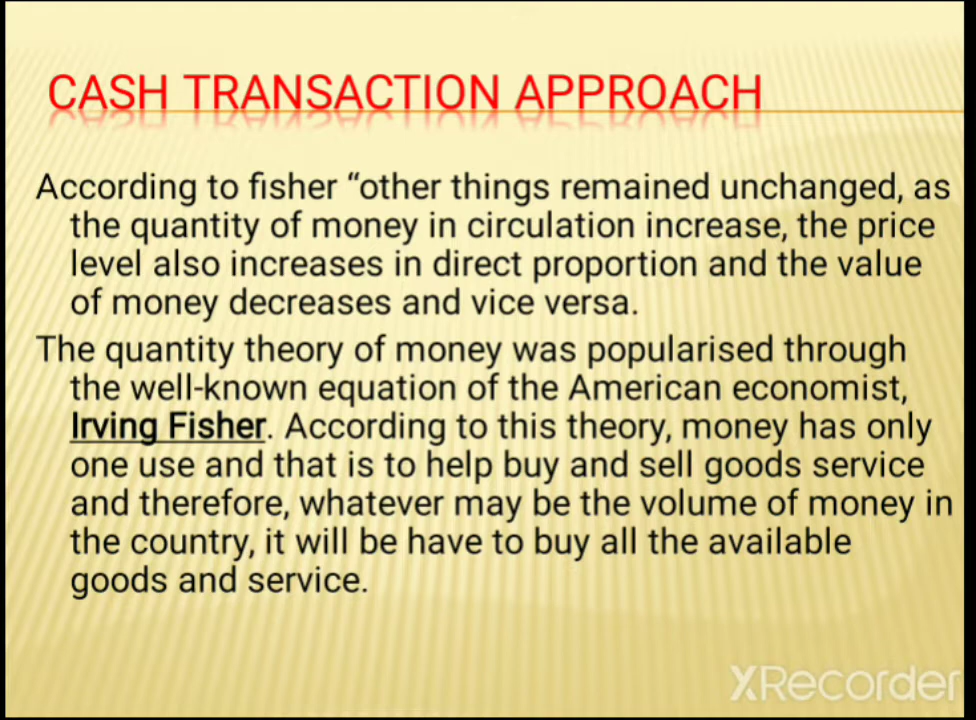 CASH TRANSACTION APPROACH
According to fisher “other things remained unchanged, as
the quantity of money in circulation increase, the price
level also increases in direct proportion and the value
of money decreases and vice versa.
The quantity theory of money was popularised through
the well-known equation of the American economist,
Irving Fisher. According to this theory, money has only
one use and that is to help buy and sell goods service
and therefore, whatever may be the volume of money in
the country, it will be have to buy all the available
goods and service.
XRecorder